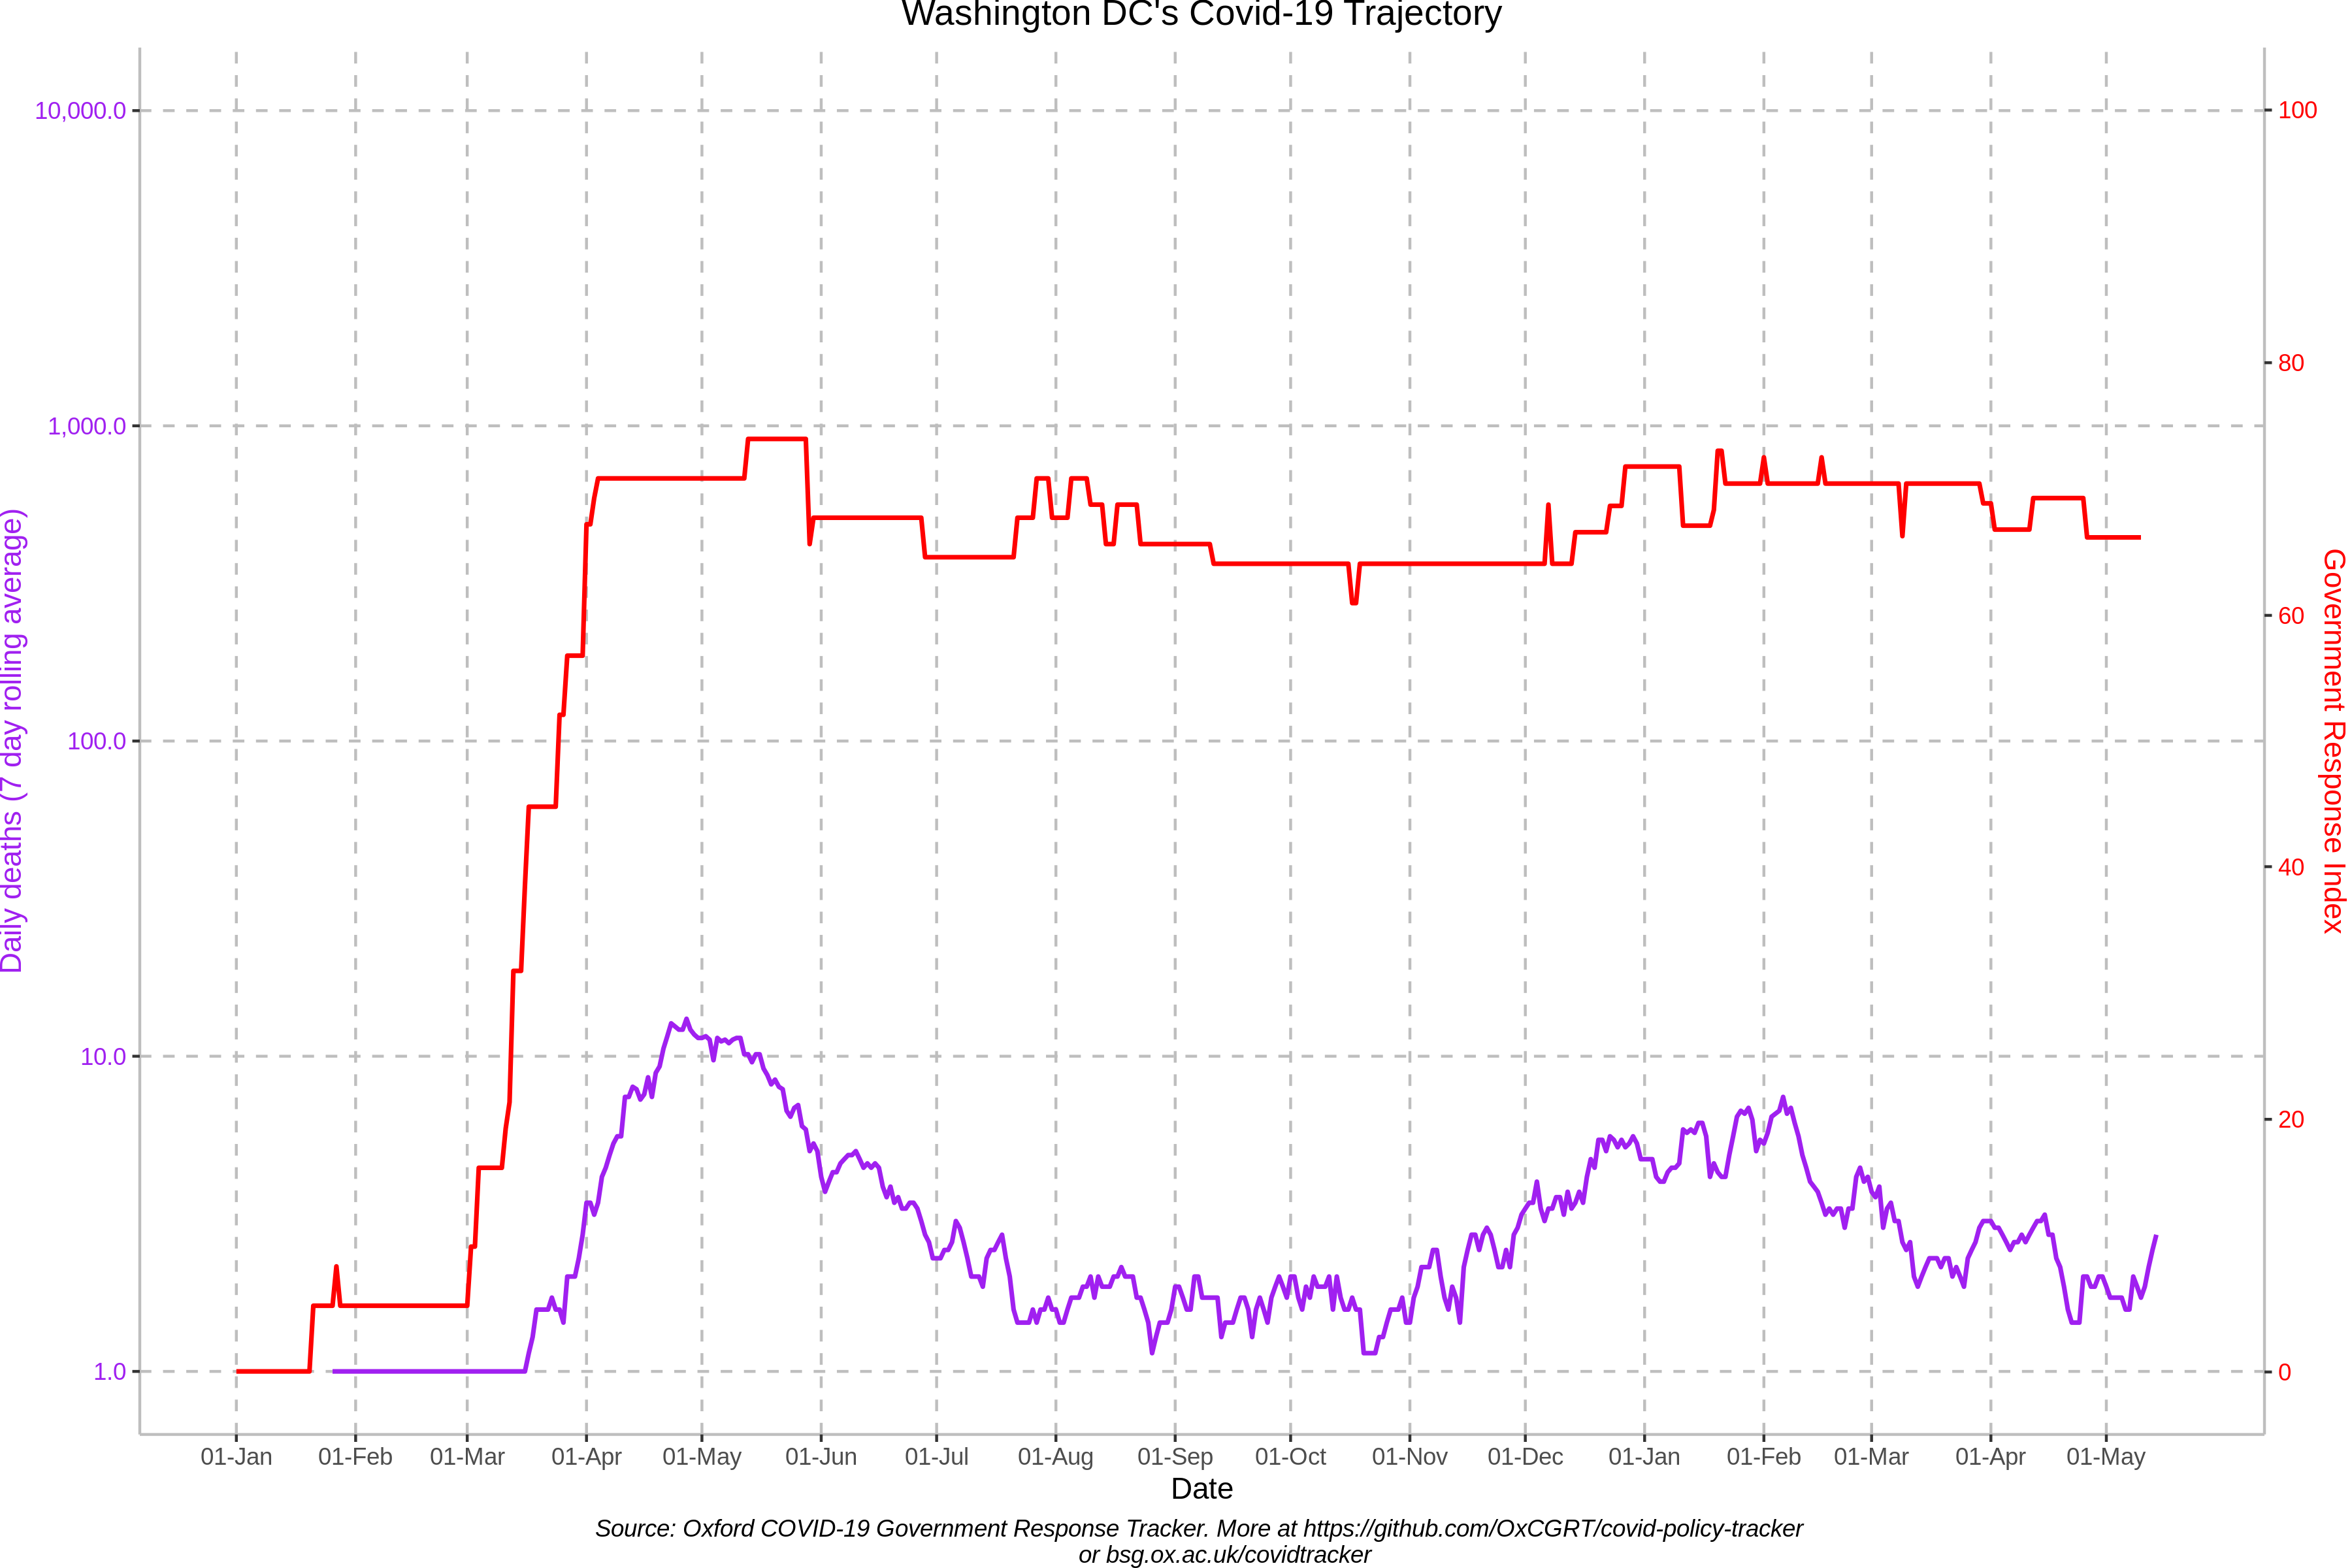 Washington DC's Covid-19 Trajectory
Daily deaths (7 day rolling average)
10,000.0
1,000.0
100.0
10.0
1.0
100
80
60
40
20
0
Government Response Index
01-Jan
01-Feb
01-Mar
01-Apr
01-May
01-Jun
01-Jul
01-Aug
01-Sep
01-Oct
01-Nov
01-Dec
01-Jan
01-Feb
01-Mar
01-Apr
01-May
Date
Source: Oxford COVID-19 Government Response Tracker. More at https://github.com/OxCGRT/covid-policy-tracker
or bsg.ox.ac.uk/covidtracker